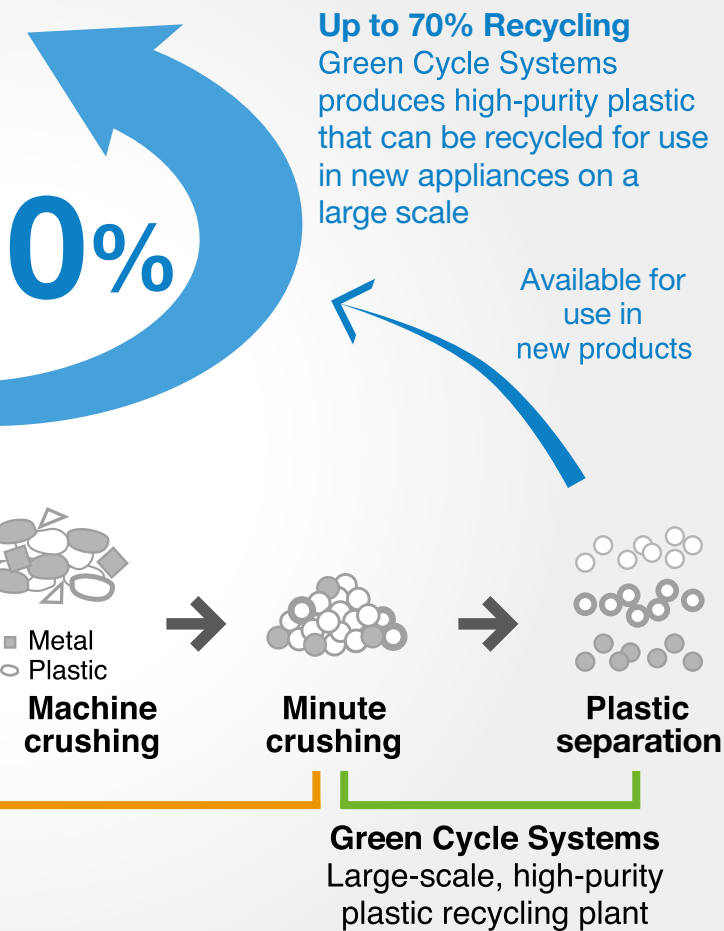 Up to 70% Recycling
Green Cycle Systems
produces high-purity plastic
that can be recycled for use
in new appliances on a
large scale
0%
Available for
use in
new products
Metal
Plastic
Machine
crushing
Minute
crushing
Plastic
separation
Green Cycle Systems
Large-scale, high-purity
plastic recycling plant